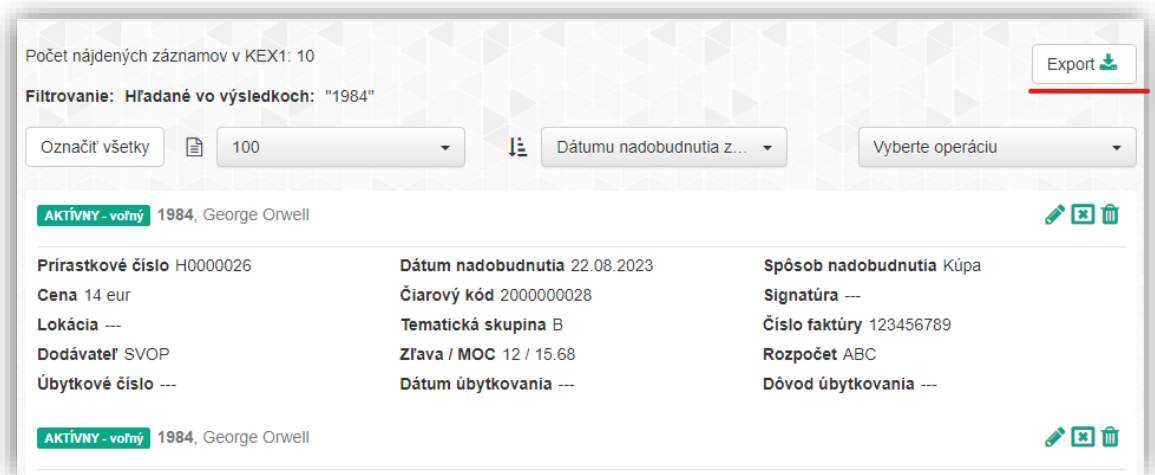 Počet nájdených záznamov v KEX1: 10
Export
Filtrovanie: Hľadané vo výsledkoch: "1984"
Označiť všetky 100 Dátumu nadobudnutia z... Vyberte operáciu
AKTÍVNY - voľný 1984, George Orwell
Prírastkové číslo H0000026 Dátum nadobudnutia 22.08.2023 Spôsob nadobudnutia Kúpa
Cena 14 eur Čiarový kód 2000000028 Signatúra ---
Lokácia --- Tematická skupina B Číslo faktúry 123456789
Dodávateľ SVOP Zľava / MOC 12 / 15.68 Rozpočet ABC
Úbytkové číslo --- Dátum úbytkovania --- Dôvod úbytkovania ---
AKTÍVNY - voľný 1984, George Orwell